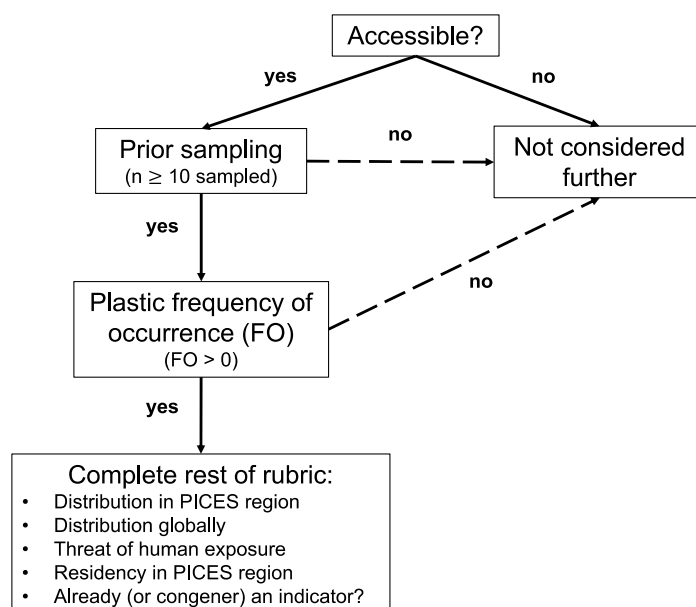 Accessible?
yes
no
Prior sampling
(n ≥ 10 sampled)
no
Not considered
further
yes
Plastic frequency of
occurrence (FO)
(FO > 0)
no
yes
Complete rest of rubric:
• Distribution in PICES region
• Distribution globally
• Threat of human exposure
• Residency in PICES region
• Already (or congener) an indicator?